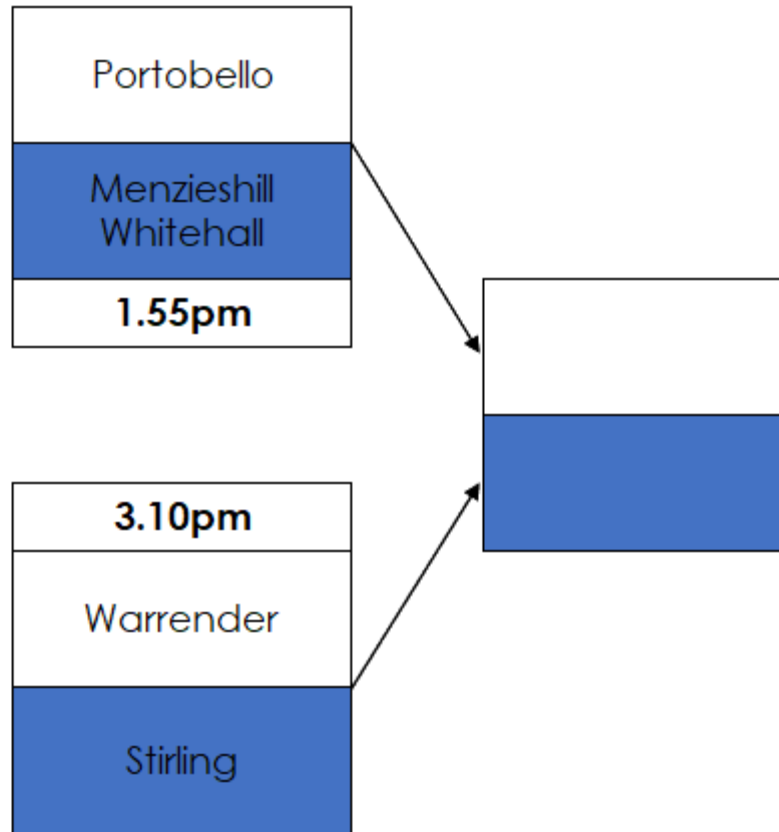 Portobello
Menzieshill
Whitehall
1.55pm
3.10pm
Warrender
Stirling